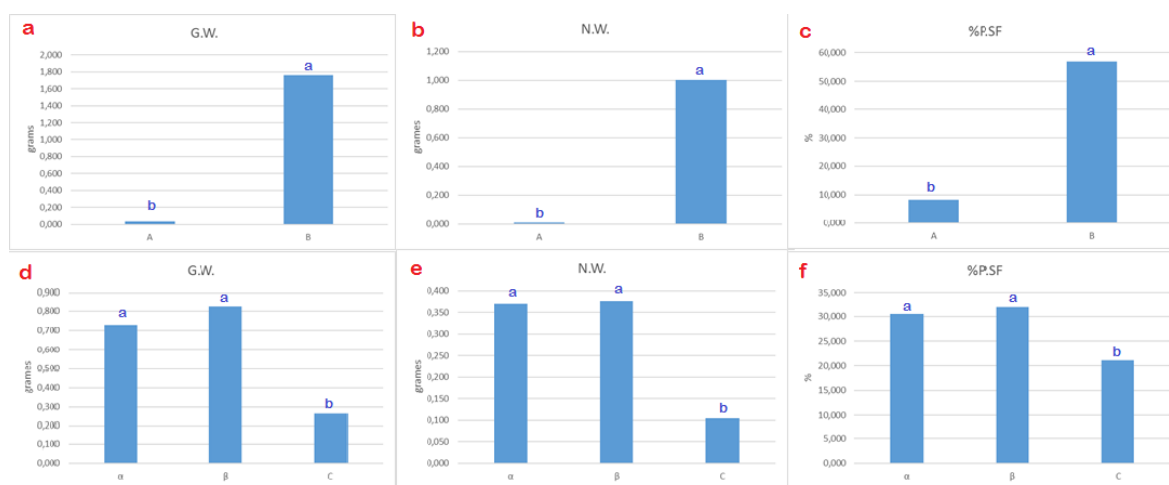 a
G.W.
2,000
1,800
1,600
1,400
1,200
1,000
0,800
0,600
0,400
0,200
0,000
grams
b
a
A
B
b
N.W.
1,200
1,000
0,800
0,600
0,400
0,200
0,000
grames
b
a
A
B
c
%P.SF
60,000
50,000
40,000
30,000
20,000
10,000
0,000
%
b
a
A
B
d
G.W.
0,900
0,800
0,700
0,600
0,500
0,400
0,300
0,200
0,100
0,000
grames
a
a
b
α
β
C
e
N.W.
0,400
0,350
0,300
0,250
0,200
0,150
0,100
0,050
0,000
grames
a
a
b
α
β
C
f
%P.SF
35,000
30,000
25,000
20,000
15,000
10,000
5,000
0,000
%
a
a
b
α
β
C